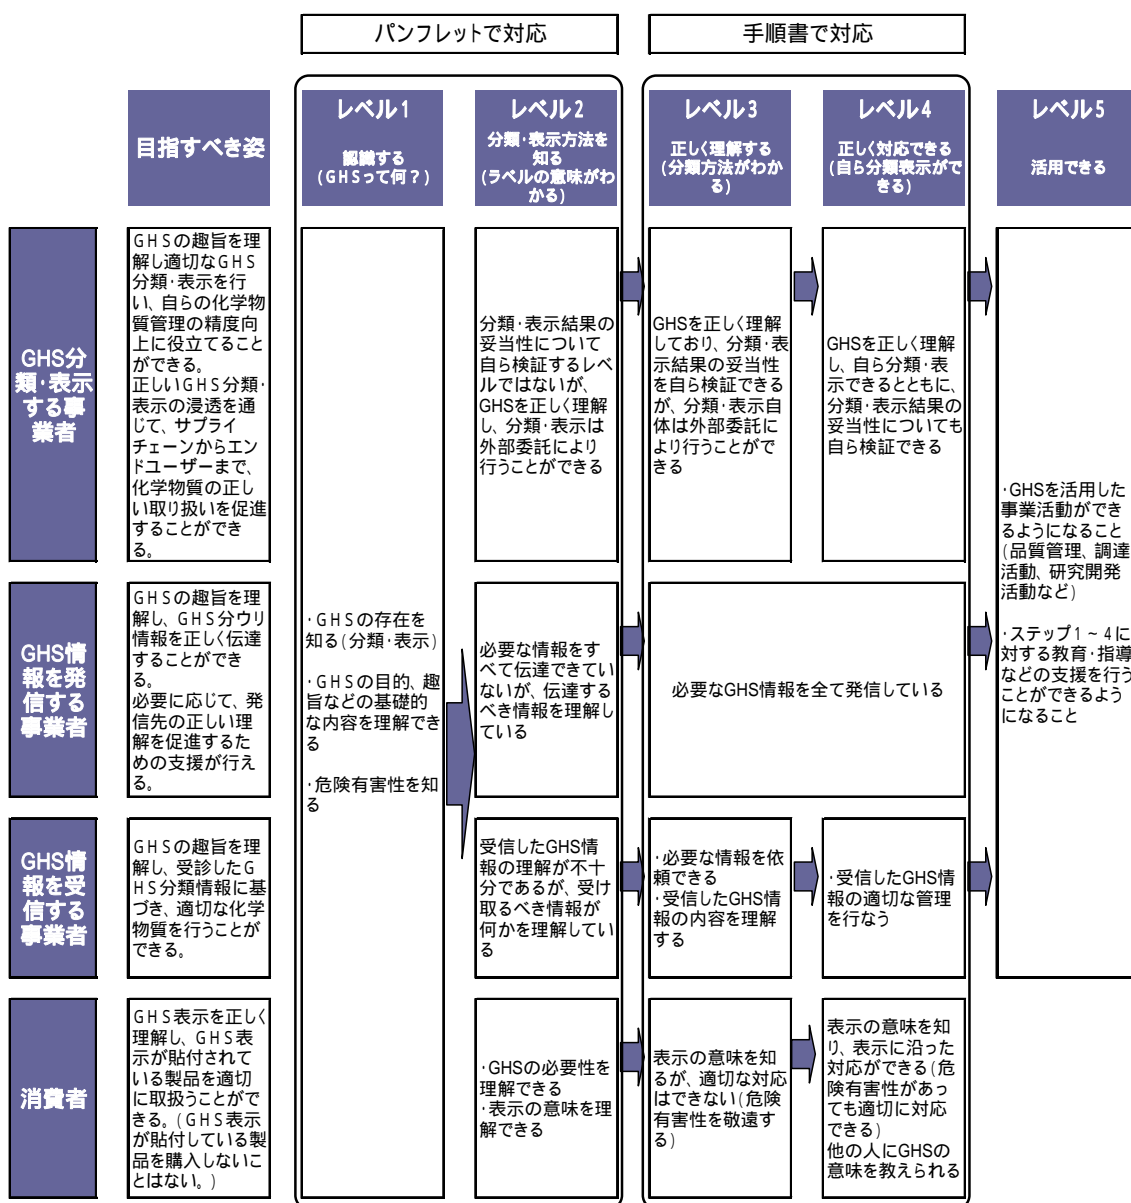 パンフレットで対応
手順書で対応
目指すべき姿
レベル1
認識する
(GHSって何？)
レベル2
分類・表示方法を
知る
(ラベルの意味がわ
かる)
レベル3
正しく理解する
(分類方法がわか
る)
レベル4
正しく対応できる
(自ら分類表示がで
きる)
レベル5
活用できる
GHS分
類・表示
する事
業者
GHSの趣旨を理
解し適切なGHS
分類・表示を行
い、自らの化学物
質管理の精度向
上に役立てること
ができる。
正しいGHS分類・
表示の浸透を通
じて、サプライ
チェーンからエン
ドユーザーまで、
化学物質の正し
い取り扱いを促進
することができ
る。
・GHSの存在を
知る(分類・表示)
・GHSの目的、趣
旨などの基礎的
な内容を理解でき
る
・危険有害性を知
る
分類・表示結果の
妥当性について
自ら検証するレベ
ルではないが、
GHSを正しく理解
し、分類・表示は
外部委託により
行うことができる
GHSを正しく理解
しており、分類・表
示結果の妥当性
を自ら検証できる
が、分類・表示自
体は外部委託に
より行うことがで
きる
GHSを正しく理解
し、自ら分類・表
示できるとともに、
分類・表示結果の
妥当性についても
自ら検証できる
・GHSを活用した
事業活動ができ
るようになること
(品質管理、調達
活動、研究開発
活動など)
・ステップ1～4に
対する教育・指導
などの支援を行う
ことができるよう
になること
GHS情
報を発
信する
事業者
GHSの趣旨を理
解し、GHS分ウリ
情報を正しく伝達
することができ
る。
必要に応じて、発
信先の正しい理
解を促進するた
めの支援が行え
る。
必要な情報をす
べて伝達できてい
ないが、伝達する
べき情報を理解し
ている
必要なGHS情報を全て発信している
GHS情
報を受
信する
事業者
GHSの趣旨を理
解し、受診したG
HS分類情報に基
づき、適切な化学
物質を行うことが
できる。
受信したGHS情
報の理解が不十
分であるが、受け
取るべき情報が
何かを理解してい
る
・必要な情報を依
頼できる
・受信したGHS情
報の内容を理解
する
・受信したGHS情
報の適切な管理
を行なう
消費者
GHS表示を正しく
理解し、GHS表
示が貼付されて
いる製品を適切
に取扱うことがで
きる。(GHS表示
が貼付している製
品を購入しないこ
とはない。)
・GHSの必要性を
理解できる
・表示の意味を理
解できる
表示の意味を知
るが、適切な対応
はできない(危険
有害性を敬遠す
る)
表示の意味を知
り、表示に沿った
対応ができる(危
険有害性があっ
ても適切に対応
できる)
他の人にGHSの
意味を教えられる